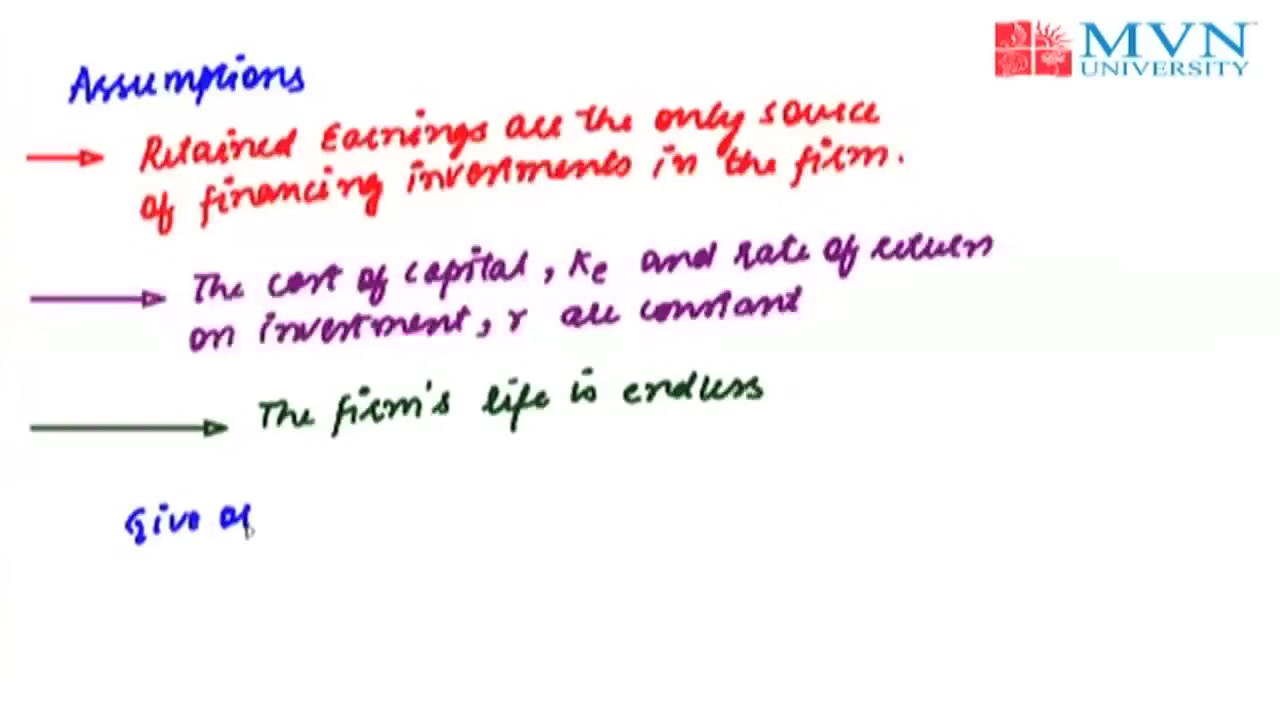 MVN
UNIVERSITY
Assumptions
Retained Earnings are the only source
of financing investments in the firm.
The cost of capital, Ke and rate of return
on investment, r are constant
The firm's life is endless
Give